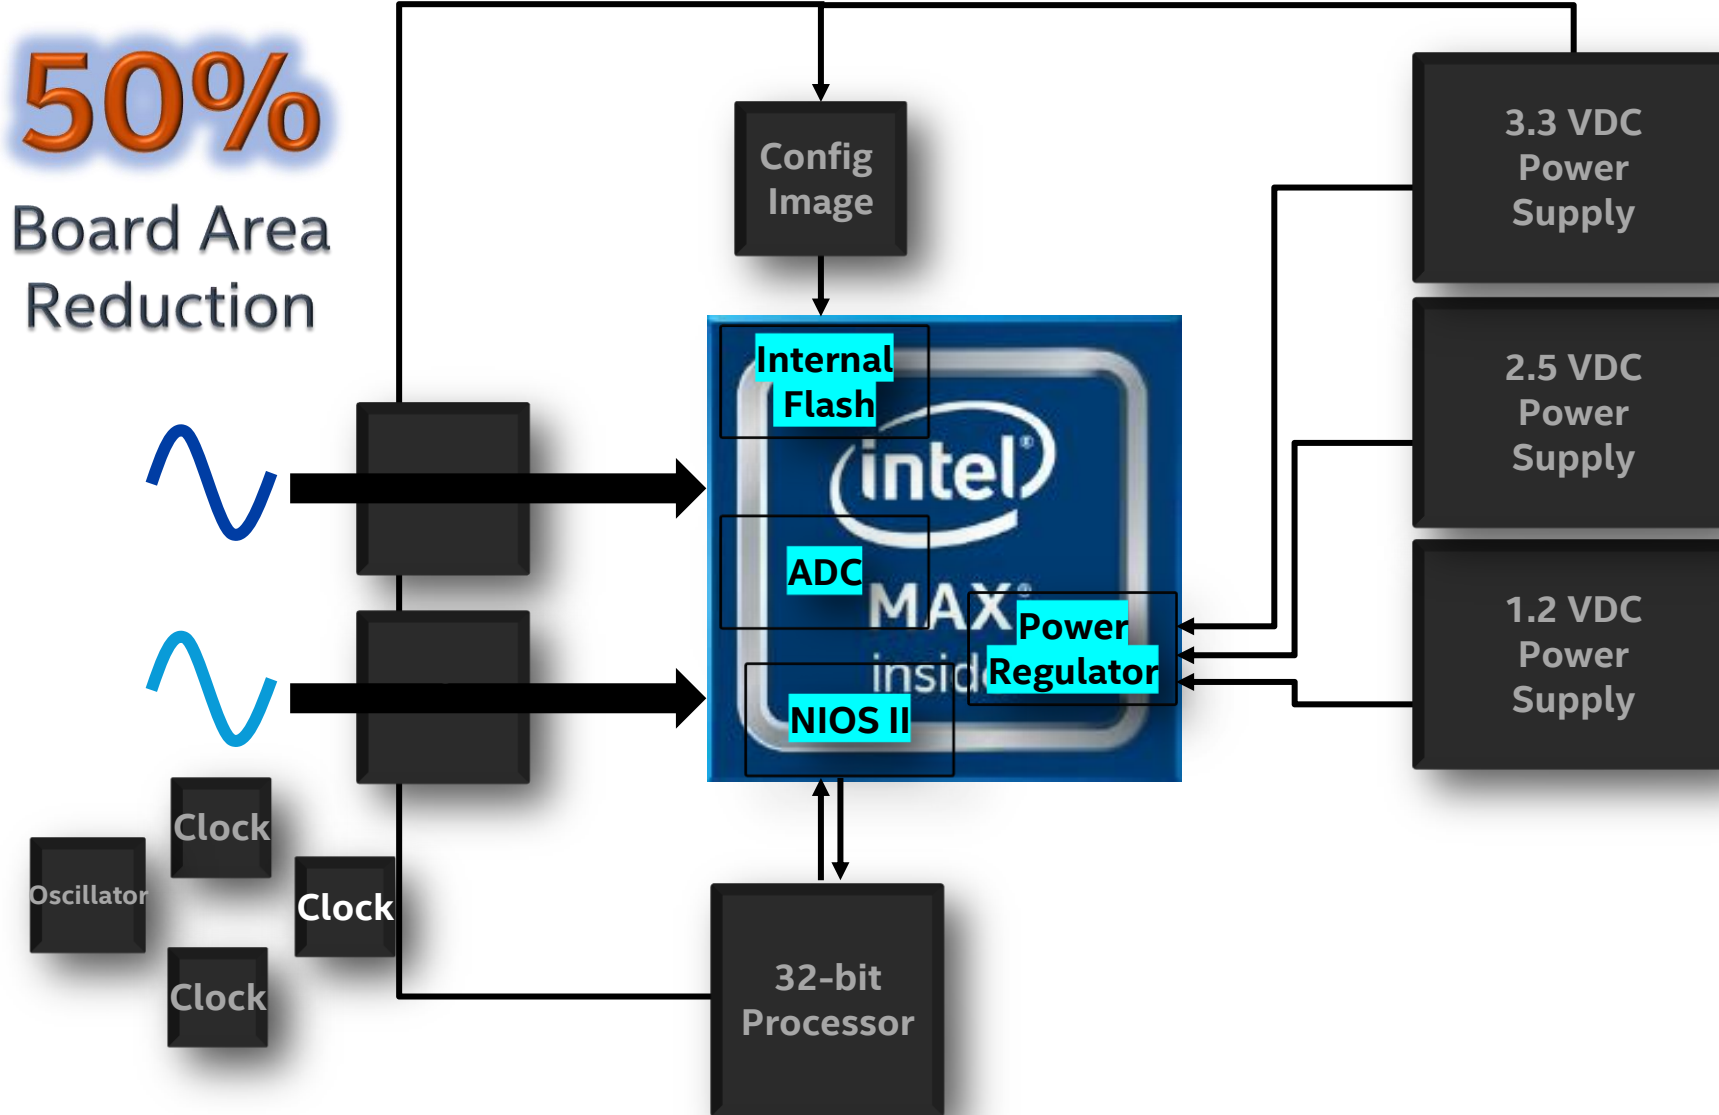 50%
Board Area
Reduction
Config
Image
3.3 VDC
Power
Supply
Internal
Flash
intel®
2.5 VDC
Power
Supply
ADC
MAX®
inside
Power
Regulator
NIOS II
1.2 VDC
Power
Supply
Clock
Oscillator
Clock
Clock
32-bit
Processor